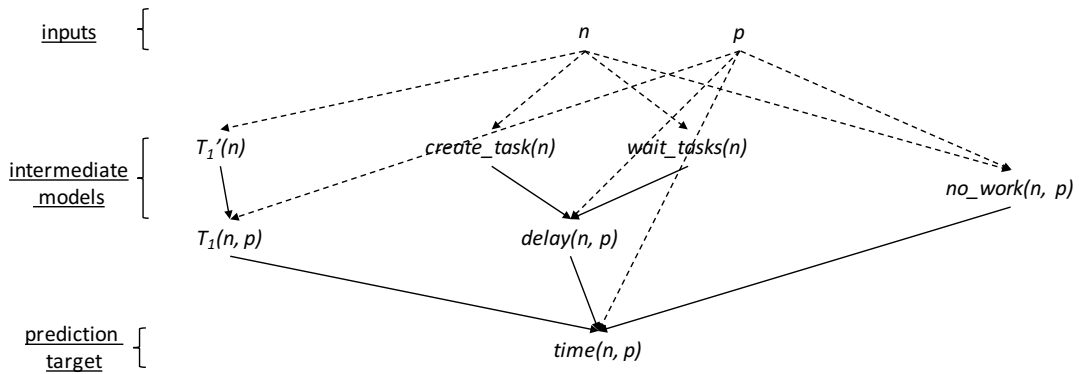 inputs
n
p
T₁’(n)
create_task(n)
wait_tasks(n)
intermediate
models
no_work(n, p)
T₁(n, p)
delay(n, p)
prediction
target
time(n, p)